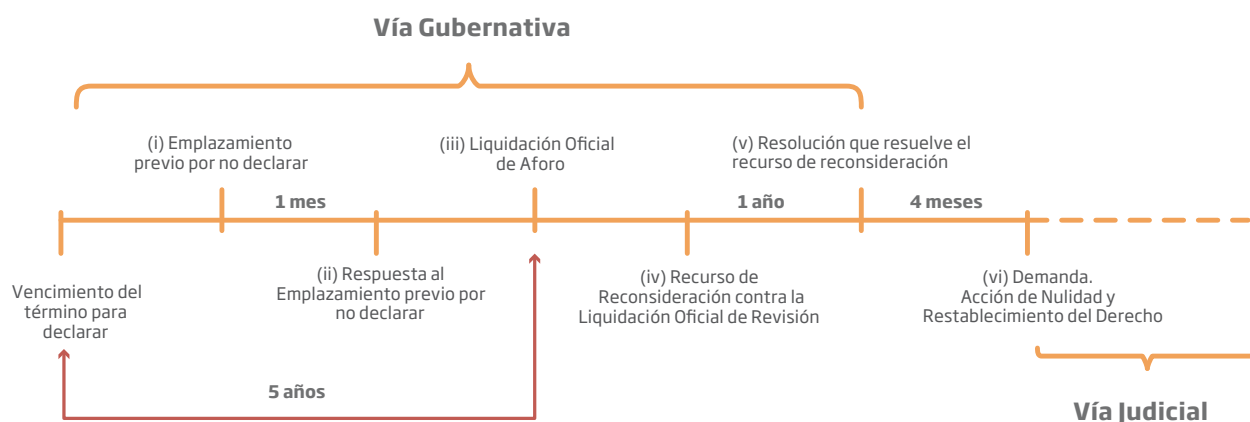 Vía Gubernativa
(i) Emplazamiento
previo por no declarar
(iii) Liquidación Oficial
de Aforo
(v) Resolución que resuelve el
recurso de reconsideración
1 mes
1 año
4 meses
Vencimiento del
término para
declarar
(ii) Respuesta al
Emplazamiento previo por
no declarar
(iv) Recurso de
Reconsideración contra la
Liquidación Oficial de Revisión
(vi) Demanda.
Acción de Nulidad y
Restablecimiento del Derecho
5 años
Vía Judicial